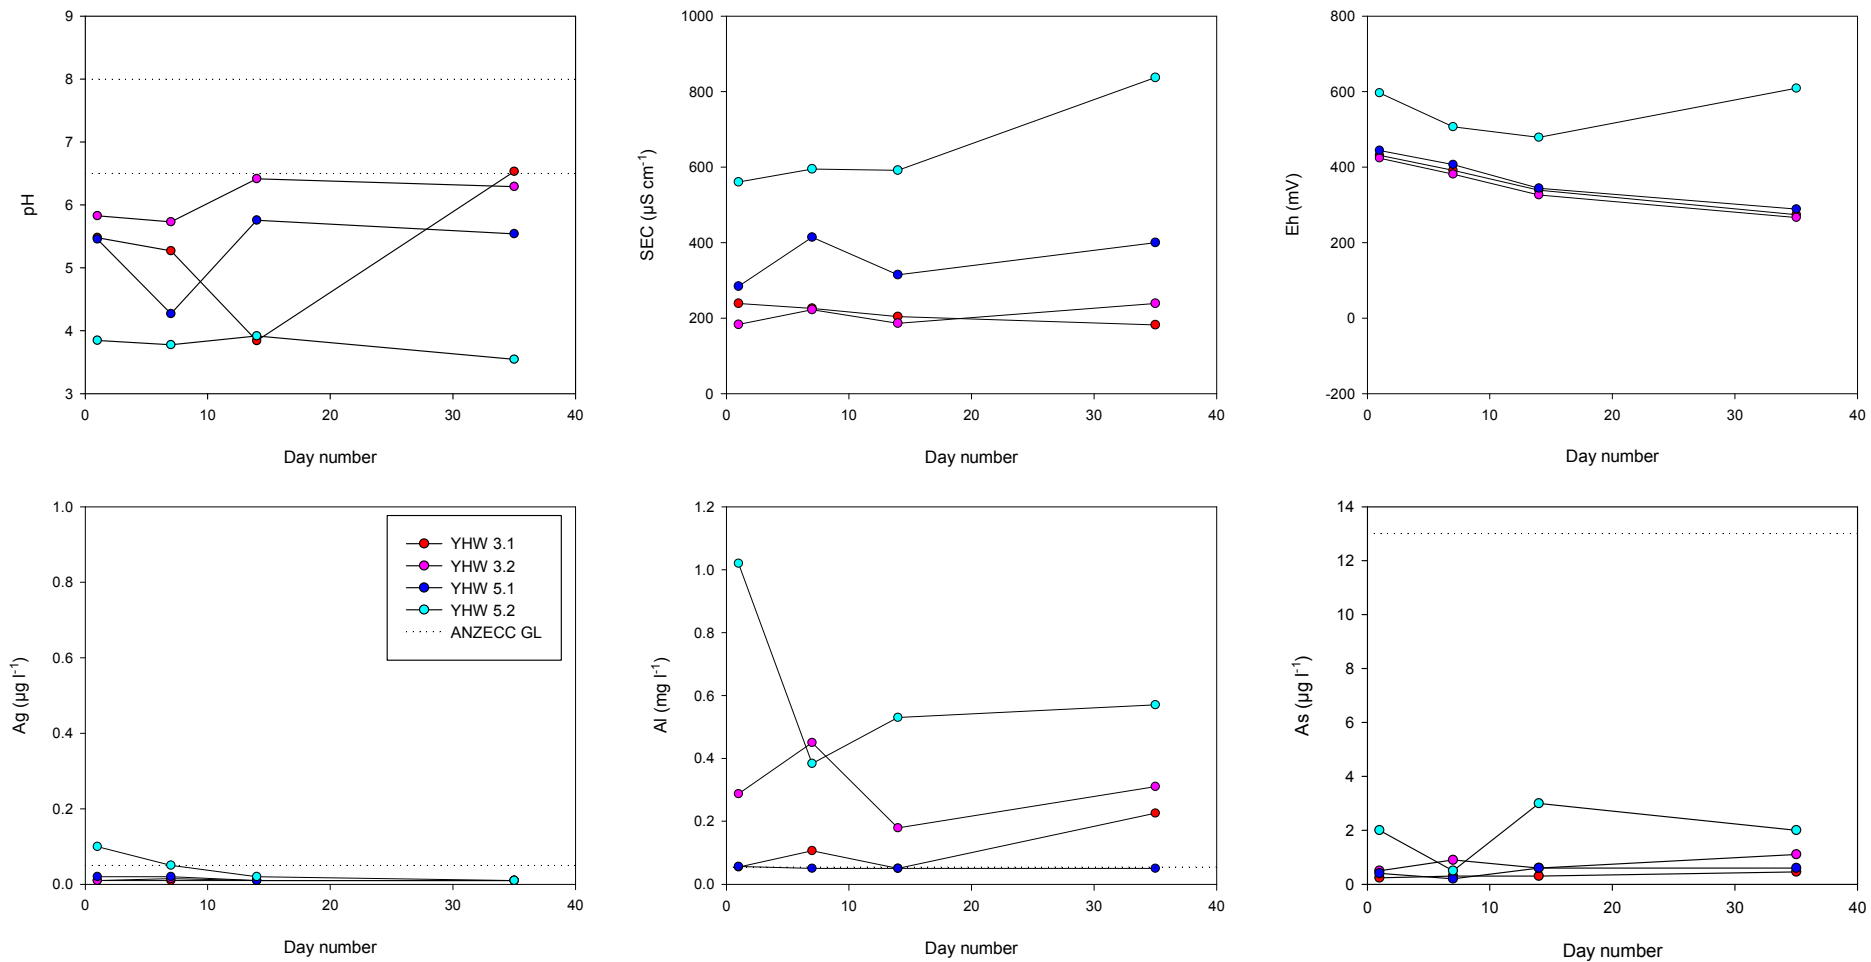 9
8
7
6
5
4
3
pH
0 10 20 30 40
Day number
1000
800
600
400
200
0
SEC (µS cm⁻¹)
0 10 20 30 40
Day number
800
600
400
200
0
-200
Eh (mV)
0 10 20 30 40
Day number
1.0
0.8
0.6
0.4
0.2
0.0
Ag (µg l⁻¹)
YHW 3.1
YHW 3.2
YHW 5.1
YHW 5.2
ANZECC GL
0 10 20 30 40
Day number
1.2
1.0
0.8
0.6
0.4
0.2
0.0
Al (mg l⁻¹)
0 10 20 30 40
Day number
14
12
10
8
6
4
2
0
As (µg l⁻¹)
0 10 20 30 40
Day number